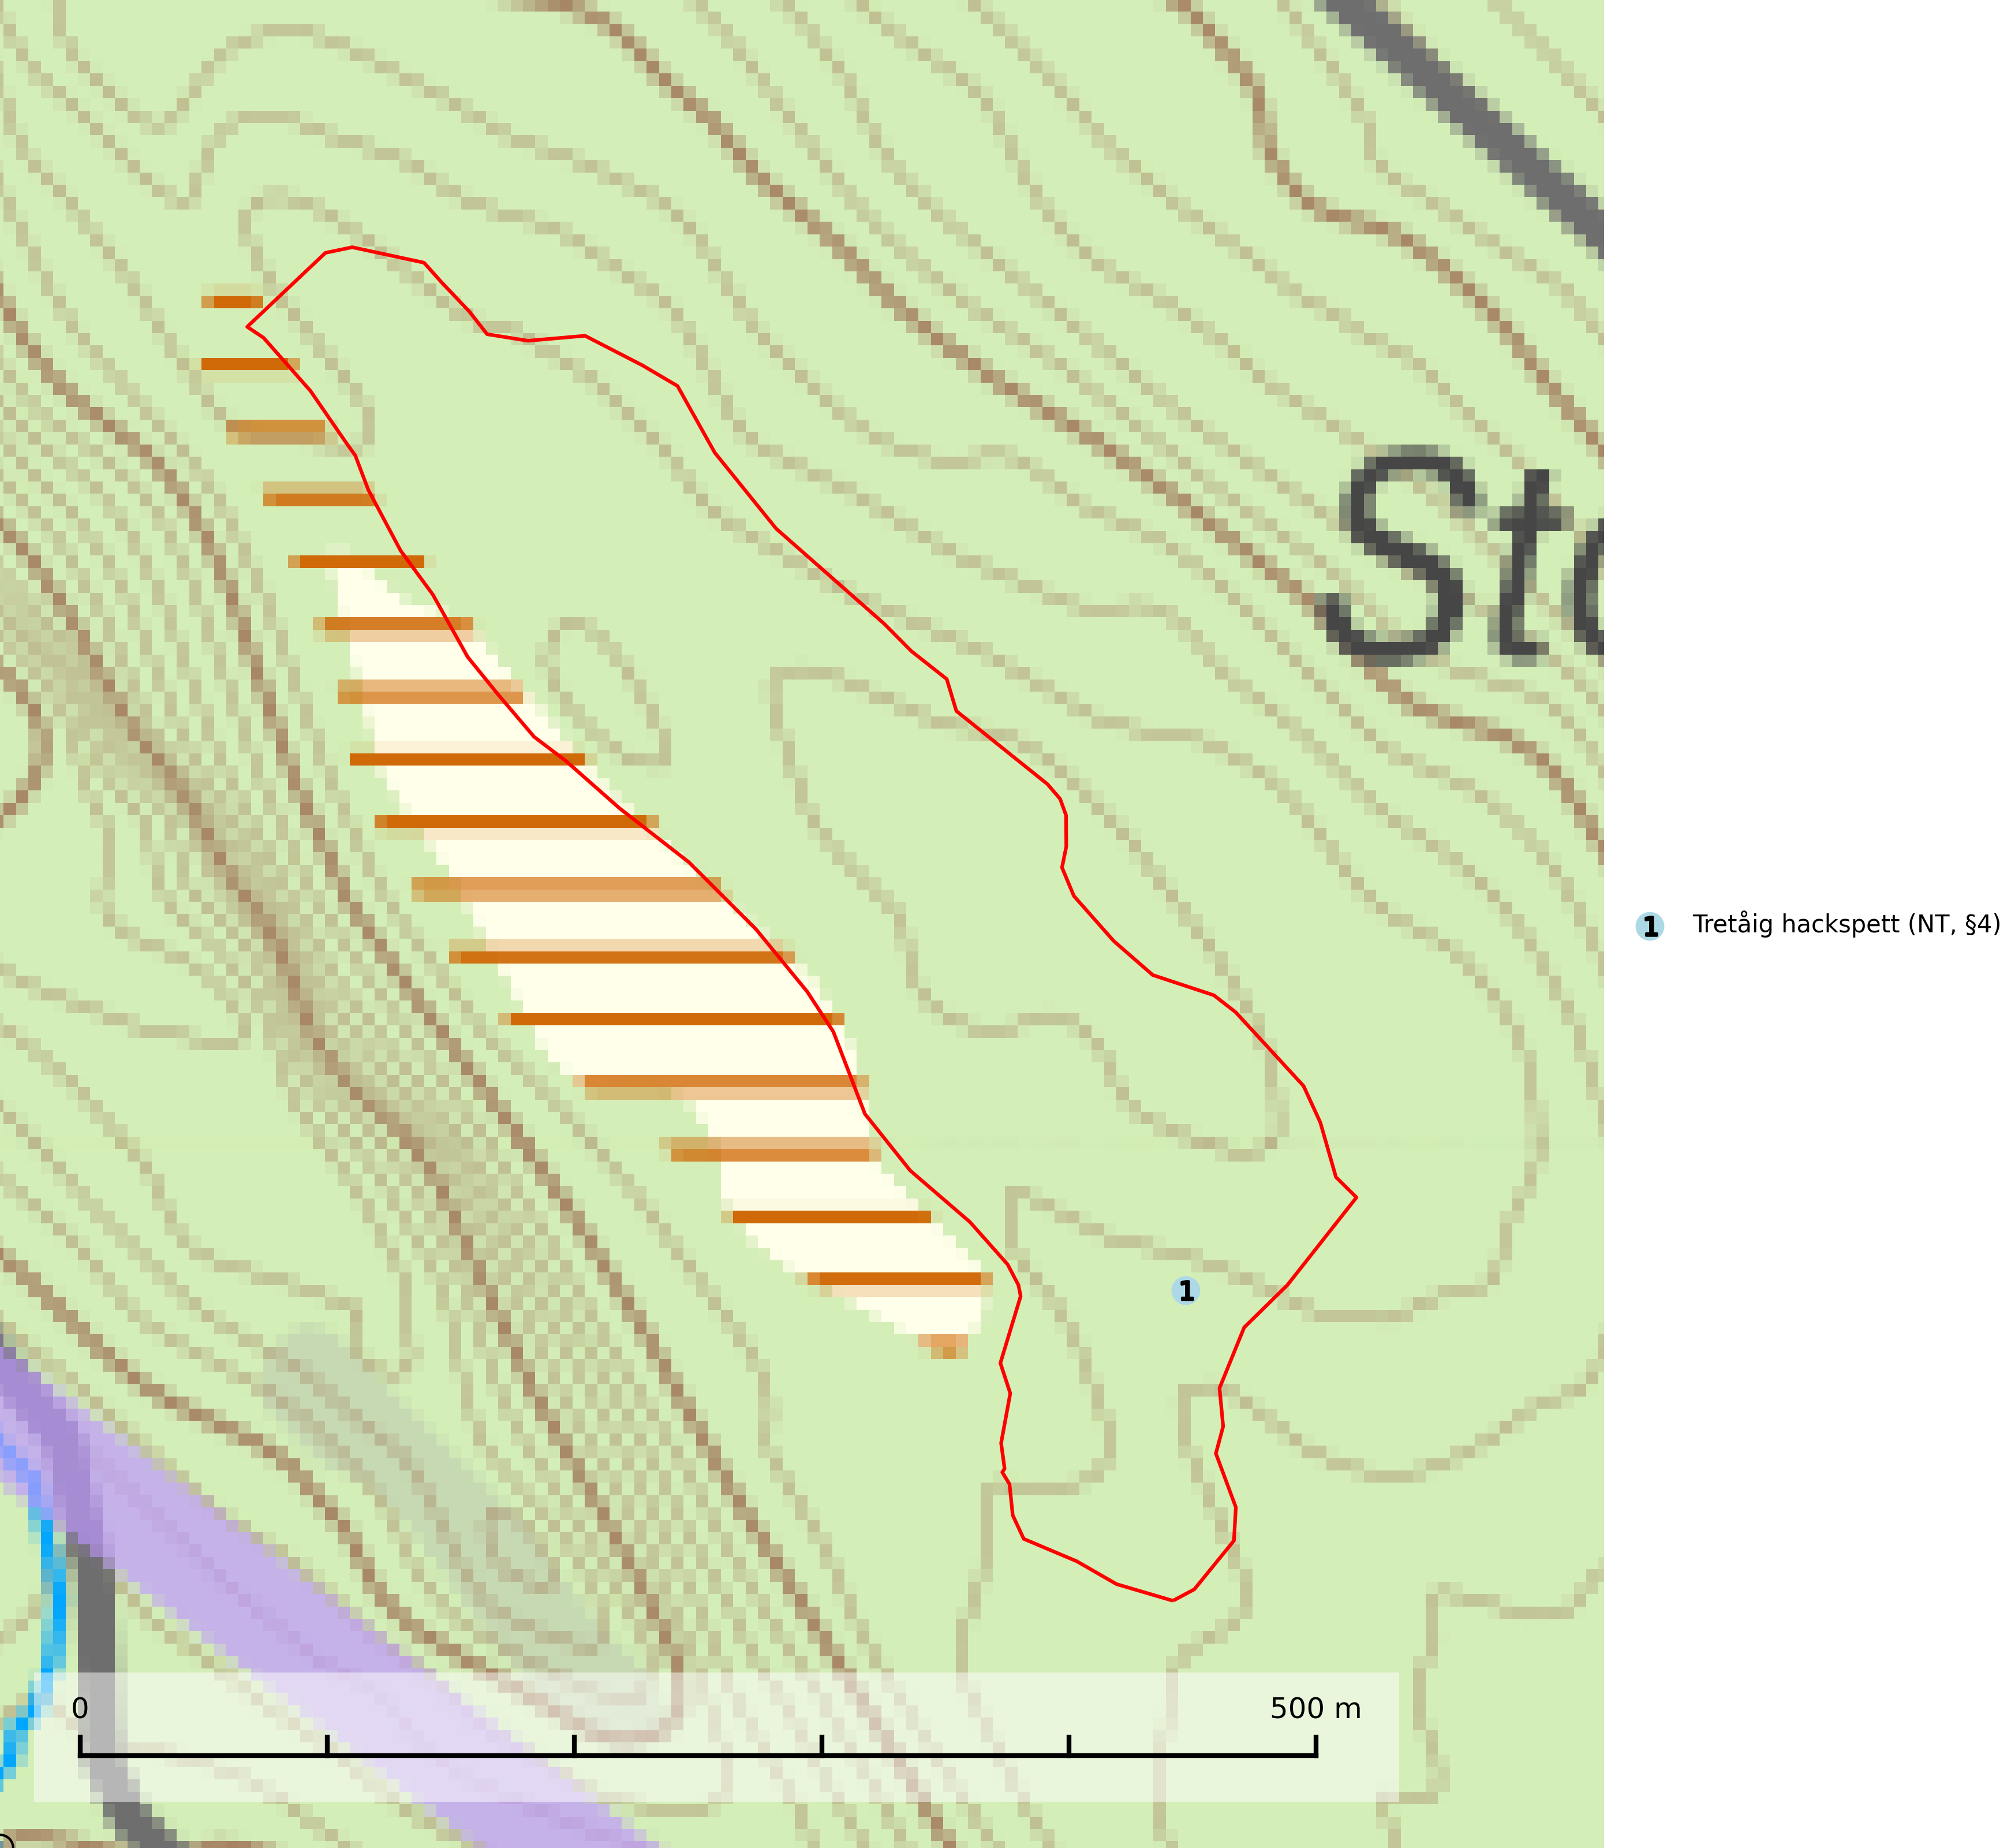 St
1 Tretåig hackspett (NT, §4)
1
0 500 m